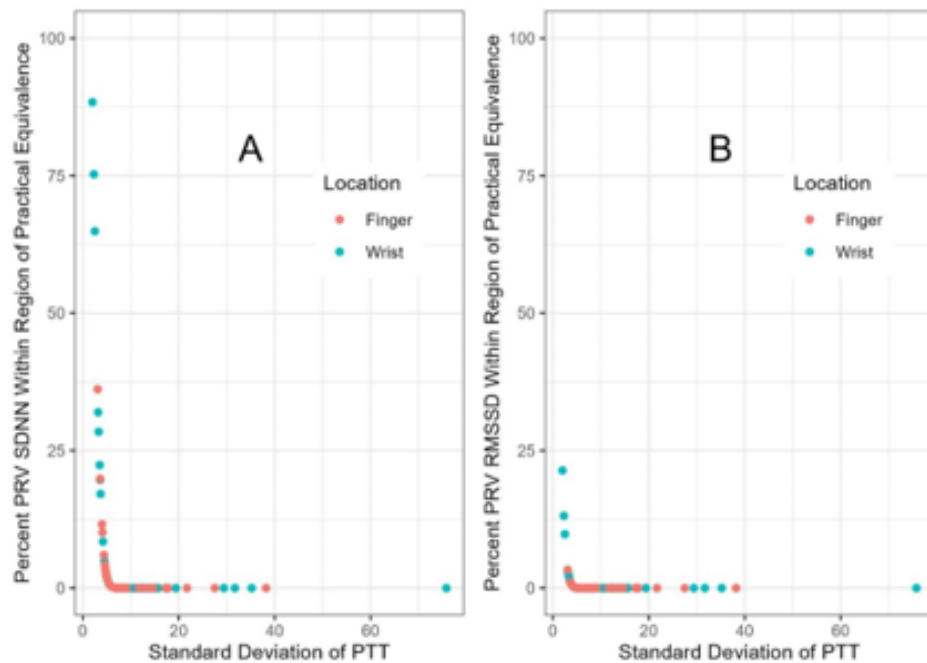 Percent PRV SDNN Within Region of Practical Equivalence
100
75
50
25
0
A
Location
Finger
Wrist
0
20
40
60
Standard Deviation of PTT
Percent PRV RMSSD Within Region of Practical Equivalence
100
75
50
25
0
B
Location
Finger
Wrist
0
20
40
60
Standard Deviation of PTT